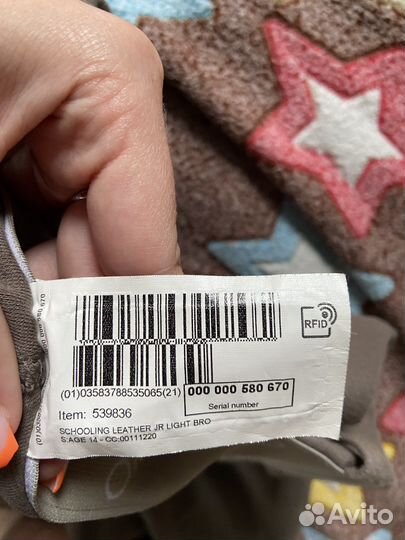 RFID
(01)03583788535065(21)
000 000 580 670
Serial number
Item: 539836
SCHOOLING LEATHER JR LIGHT BRO
S:AGE 14 - CC:00111220
Avito